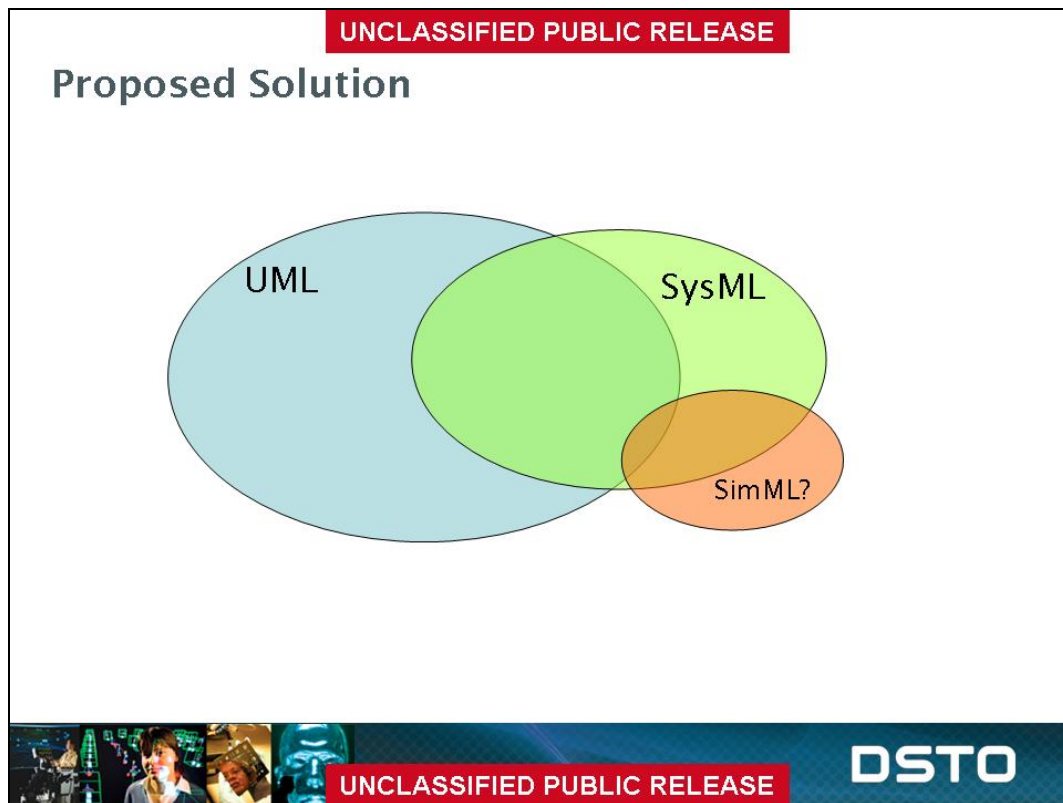 UNCLASSIFIED PUBLIC RELEASE
Proposed Solution
UML
SysML
SimML?
DSTO
UNCLASSIFIED PUBLIC RELEASE